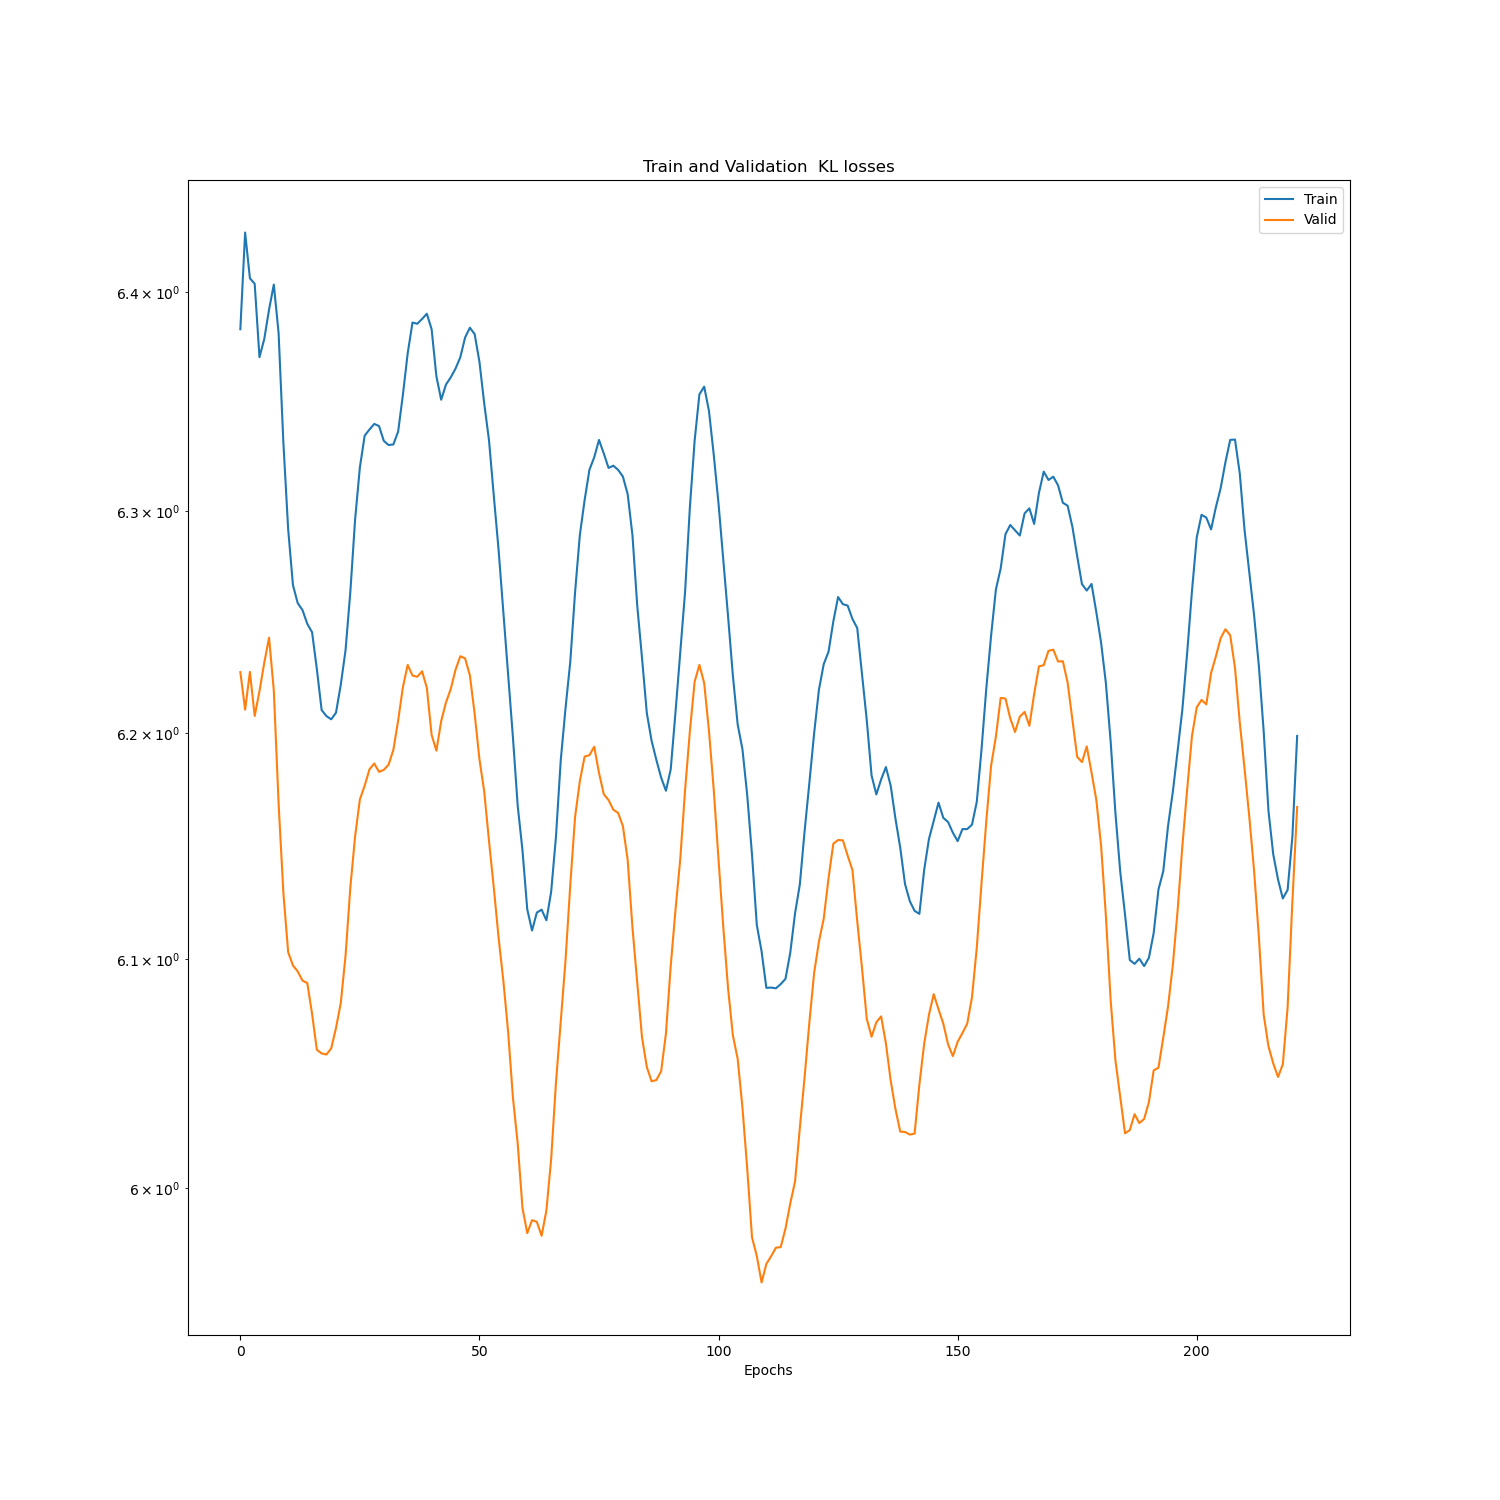 Train and Validation  KL losses
Train
Valid
6.4 × 10⁰
6.3 × 10⁰
6.2 × 10⁰
6.1 × 10⁰
6 × 10⁰
0 50 100 150 200
Epochs